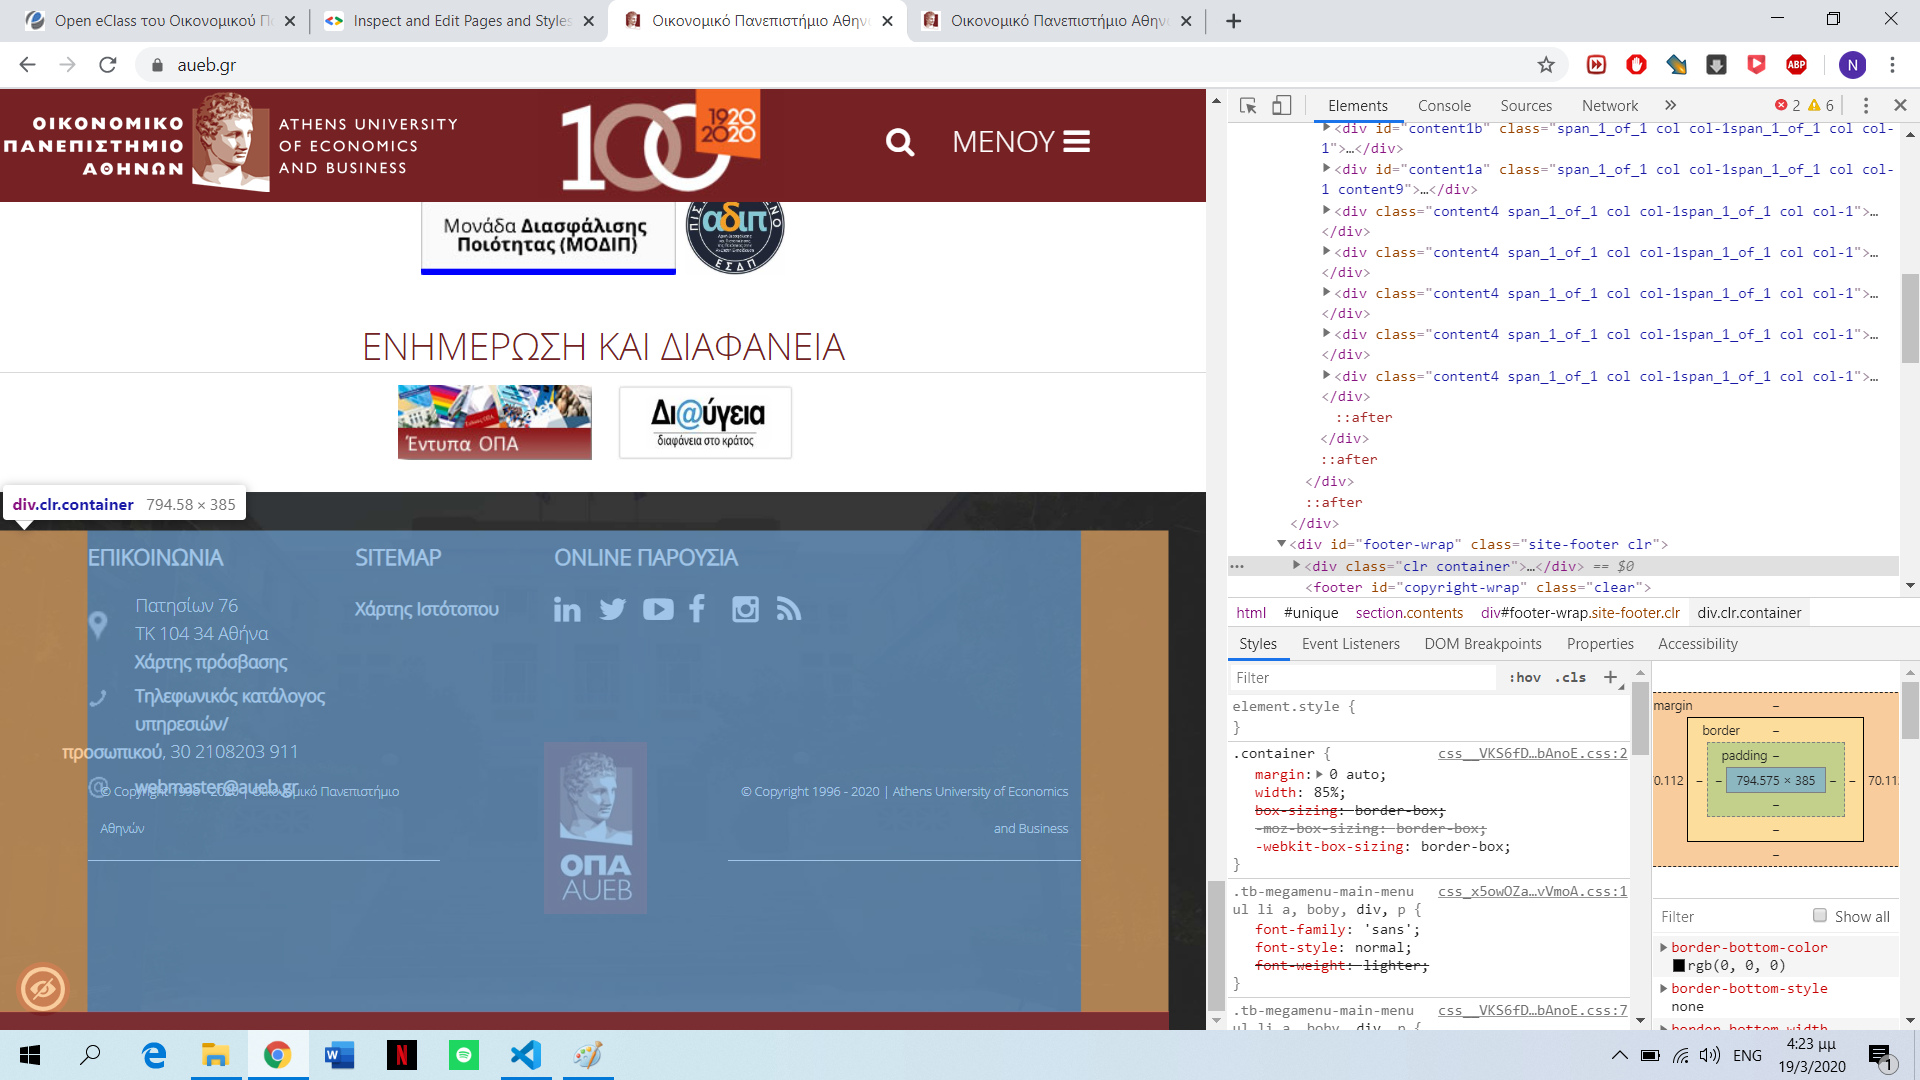 Open eClass του Οικονομικού Π
Inspect and Edit Pages and Styles
Οικονομικό Πανεπιστήμιο Αθην
Οικονομικό Πανεπιστήμιο Αθην
aueb.gr
ABP
N
ΟΙΚΟΝΟΜΙΚΟ
ΠΑΝΕΠΙΣΤΗΜΙΟ
ΑΘΗΝΩΝ
ATHENS UNIVERSITY
OF ECONOMICS
AND BUSINESS
100
1920
2020
ΜΕΝΟΥ
Μονάδα Διασφάλισης
Ποιότητας (ΜΟΔΙΠ)
αδιπ
ΕΣΔΠ
ΕΝΗΜΕΡΩΣΗ ΚΑΙ ΔΙΑΦΑΝΕΙΑ
Έντυπα ΟΠΑ
Δι@ύγεια
διαφάνεια στο κράτος
div.clr.container 794.58 × 385
ΕΠΙΚΟΙΝΩΝΙΑ
SITEMAP
ONLINE ΠΑΡΟΥΣΙΑ
Πατησίων 76
ΤΚ 104 34 Αθήνα
Χάρτης πρόσβασης
Χάρτης Ιστότοπου
Τηλεφωνικός κατάλογος
υπηρεσιών/
προσωπικού, 30 2108203 911
webmaster@aueb.gr
© Copyright 1996 - 2020 | Οικονομικό Πανεπιστήμιο
Αθηνών
ΟΠΑ
AUEB
© Copyright 1996 - 2020 | Athens University of Economics
and Business
Elements Console Sources Network » 2 6
<div id="content1b" class="span_1_of_1 col col-1span_1_of_1 col col-
1">…</div>
<div id="content1a" class="span_1_of_1 col col-1span_1_of_1 col col-
1 content9">…</div>
<div class="content4 span_1_of_1 col col-1span_1_of_1 col col-1">…
</div>
<div class="content4 span_1_of_1 col col-1span_1_of_1 col col-1">…
</div>
<div class="content4 span_1_of_1 col col-1span_1_of_1 col col-1">…
</div>
<div class="content4 span_1_of_1 col col-1span_1_of_1 col col-1">…
</div>
<div class="content4 span_1_of_1 col col-1span_1_of_1 col col-1">…
</div>
::after
</div>
::after
</div>
::after
</div>
<div id="footer-wrap" class="site-footer clr">
… <div class="clr container">…</div> == $0
<footer id="copyright-wrap" class="clear">
html #unique section.contents div#footer-wrap.site-footer.clr div.clr.container
Styles Event Listeners DOM Breakpoints Properties Accessibility
Filter :hov .cls +
element.style {
}
.container { css__VKS6fD…bAnoE.css:2
margin: 0 auto;
width: 85%;
box-sizing: border-box;
-moz-box-sizing: border-box;
-webkit-box-sizing: border-box;
}
.tb-megamenu-main-menu css_x5owOZa…vVmoA.css:1
ul li a, boby, div, p {
font-family: 'sans';
font-style: normal;
font-weight: lighter;
}
.tb-megamenu-main-menu css__VKS6fD…bAnoE.css:7
ul li a, boby, div, p {
margin –
border –
padding –
0.112 – – 794.575 × 385 – – 70.11
–
–
–
Filter Show all
border-bottom-color
rgb(0, 0, 0)
border-bottom-style
none
border-bottom-width
ENG
4:23 μμ
19/3/2020
1